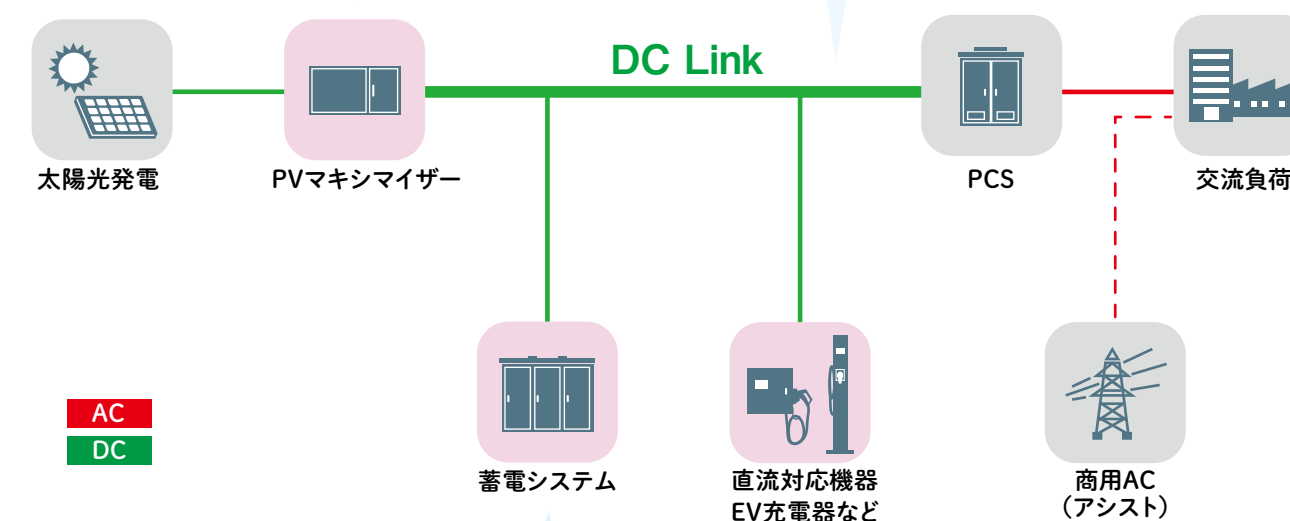 DC Link
太陽光発電
PVマキシマイザー
PCS
交流負荷
AC
DC
蓄電システム
直流対応機器
EV充電器など
商用AC
(アシスト)